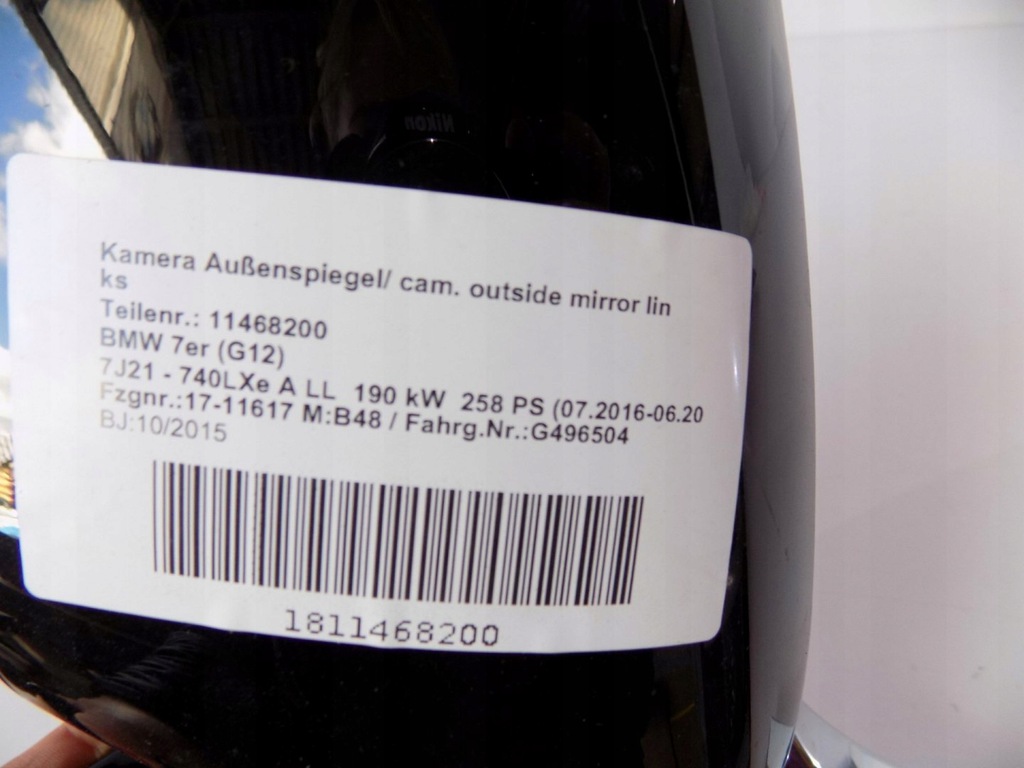 Nikon
Kamera Außenspiegel/ cam. outside mirror lin
ks
Teilenr.: 11468200
BMW 7er (G12)
7J21 - 740LXe A LL 190 kW 258 PS (07.2016-06.20
Fzgnr.:17-11617 M:B48 / Fahrg.Nr.:G496504
BJ:10/2015
1811468200